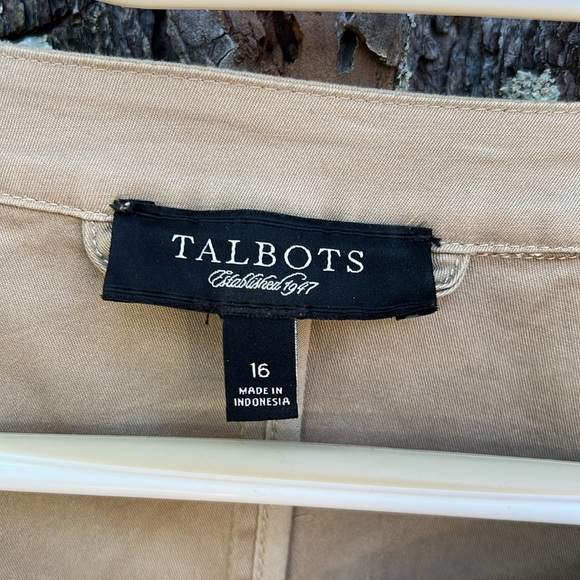 TALBOTS
Established 1947
16
MADE IN
INDONESIA